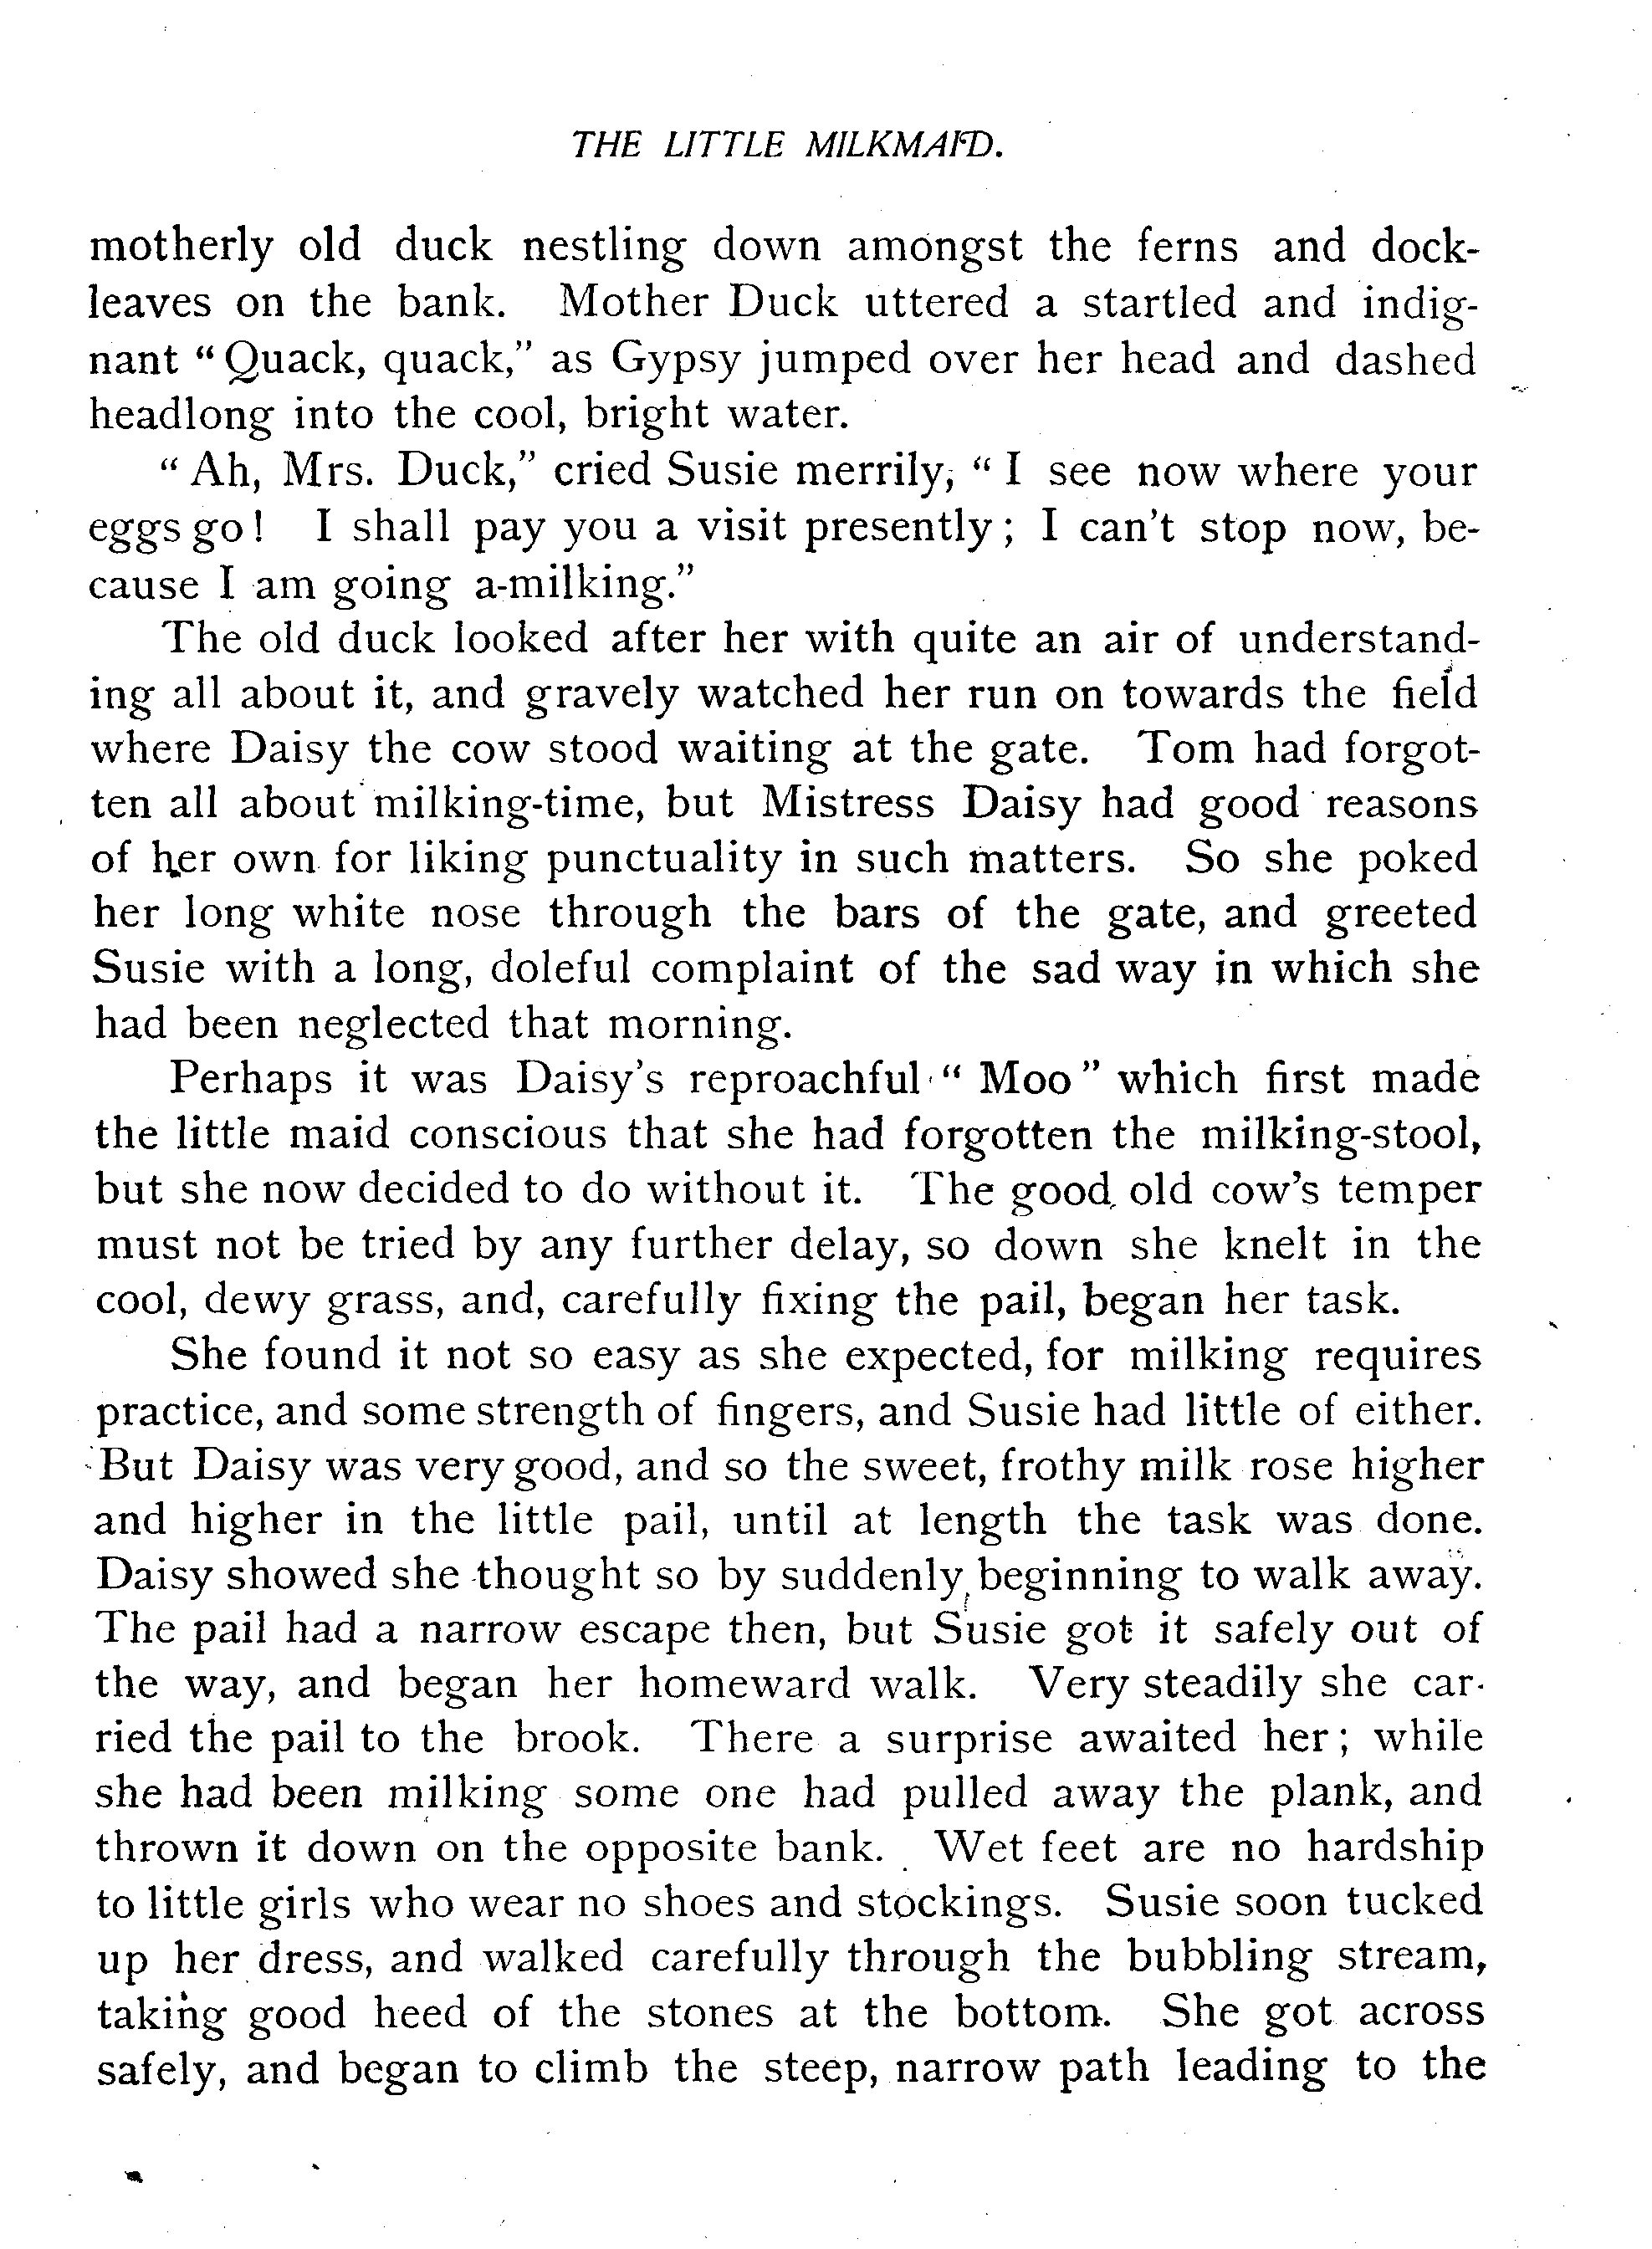 THE LITTLE MILKMAID.
motherly old duck nestling down amongst the ferns and dock-
leaves on the bank. Mother Duck uttered a startled and indig-
nant “Quack, quack,” as Gypsy jumped over her head and dashed
headlong into the cool, bright water.
“Ah, Mrs. Duck,” cried Susie merrily, “I see now where your
eggs go! I shall pay you a visit presently; I can't stop now, be-
cause I am going a-milking.”
The old duck looked after her with quite an air of understand-
ing all about it, and gravely watched her run on towards the field
where Daisy the cow stood waiting at the gate. Tom had forgot-
ten all about milking-time, but Mistress Daisy had good reasons
of her own for liking punctuality in such matters. So she poked
her long white nose through the bars of the gate, and greeted
Susie with a long, doleful complaint of the sad way in which she
had been neglected that morning.
Perhaps it was Daisy's reproachful “Moo” which first made
the little maid conscious that she had forgotten the milking-stool,
but she now decided to do without it. The good old cow's temper
must not be tried by any further delay, so down she knelt in the
cool, dewy grass, and, carefully fixing the pail, began her task.
She found it not so easy as she expected, for milking requires
practice, and some strength of fingers, and Susie had little of either.
But Daisy was very good, and so the sweet, frothy milk rose higher
and higher in the little pail, until at length the task was done.
Daisy showed she thought so by suddenly beginning to walk away.
The pail had a narrow escape then, but Susie got it safely out of
the way, and began her homeward walk. Very steadily she car-
ried the pail to the brook. There a surprise awaited her; while
she had been milking some one had pulled away the plank, and
thrown it down on the opposite bank. Wet feet are no hardship
to little girls who wear no shoes and stockings. Susie soon tucked
up her dress, and walked carefully through the bubbling stream,
taking good heed of the stones at the bottom. She got across
safely, and began to climb the steep, narrow path leading to the